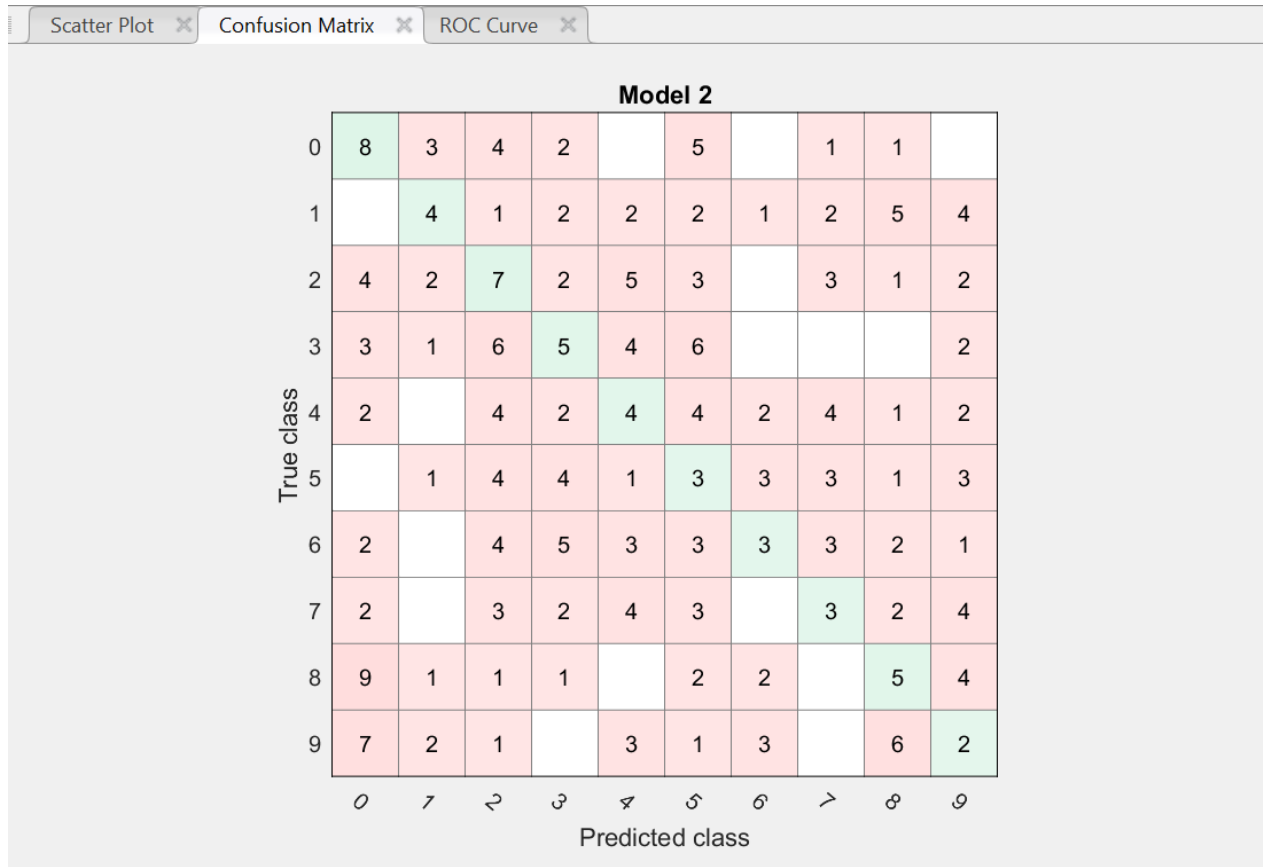 Scatter Plot Confusion Matrix ROC Curve
Model 2
0 8 3 4 2 5 1 1
1 4 1 2 2 2 1 2 5 4
2 4 2 7 2 5 3 3 1 2
3 3 1 6 5 4 6 2
4 2 4 2 4 4 2 4 1 2
5 1 4 4 1 3 3 3 1 3
6 2 4 5 3 3 3 3 2 1
7 2 3 2 4 3 3 2 4
8 9 1 1 1 2 2 5 4
9 7 2 1 3 1 3 6 2
True class
0 1 2 3 4 5 6 7 8 9
Predicted class